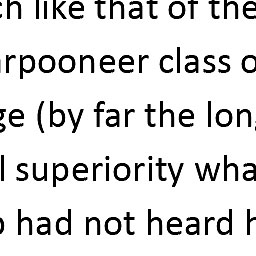 ch like that of the
arpooneer class o
ge (by far the long
l superiority wha
o had not heard h